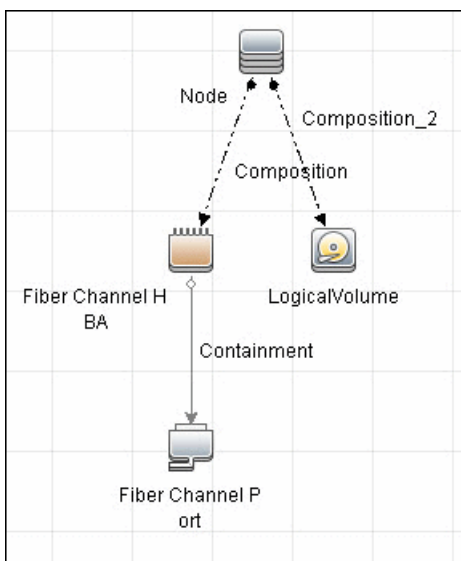 Node
Composition_2
Composition
Fiber Channel H
BA
LogicalVolume
Containment
Fiber Channel P
ort